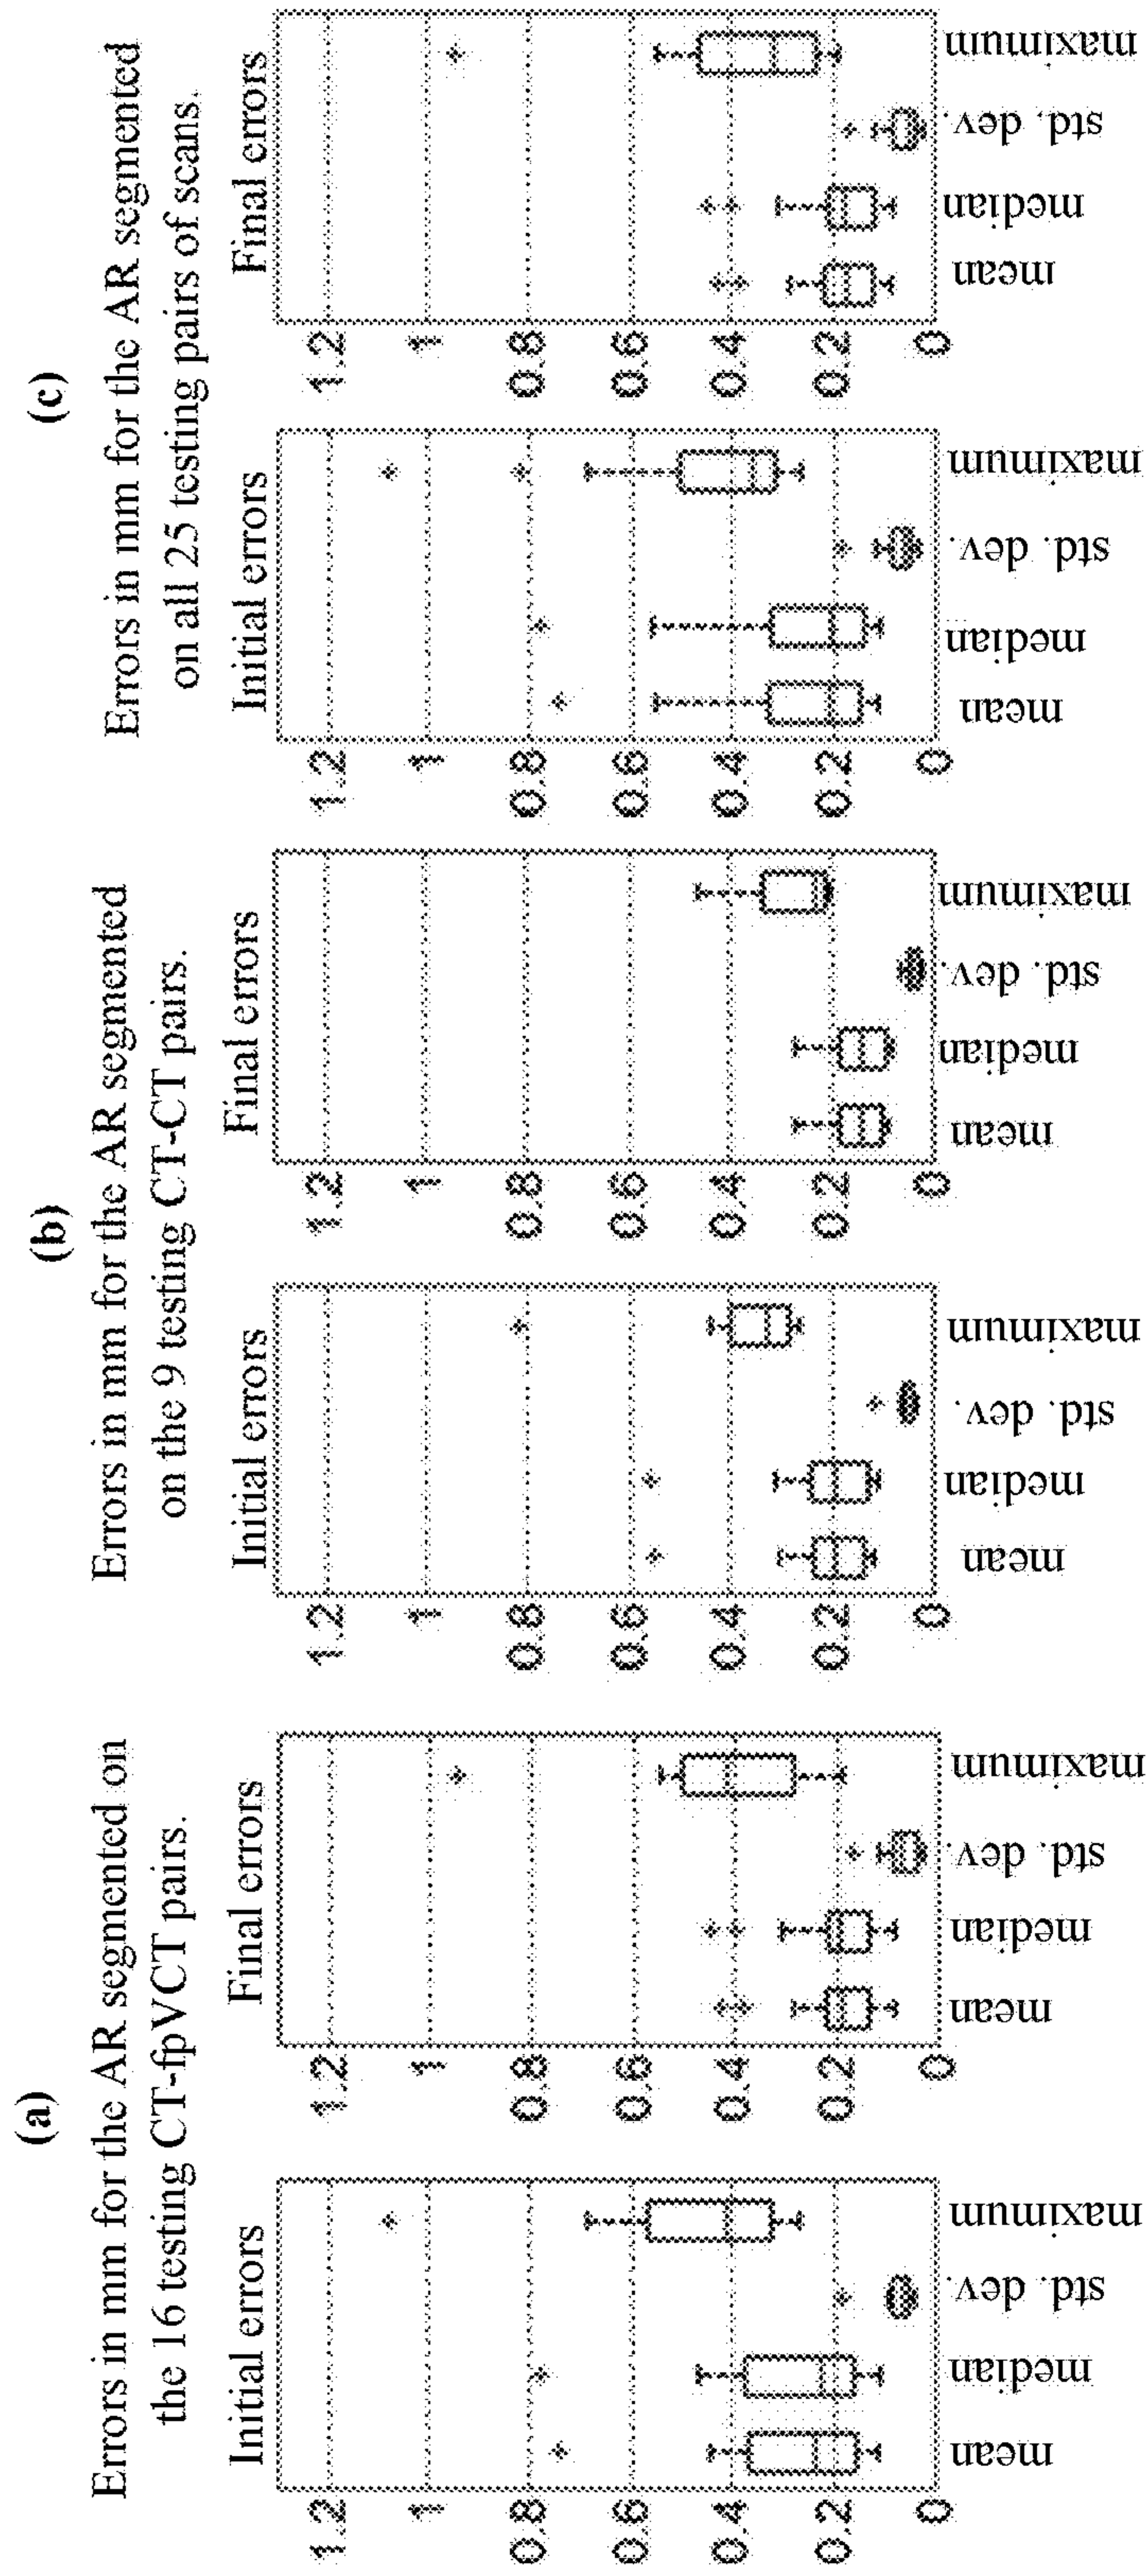 (a)
Errors in mm for the AR segmented on
the 16 testing CT-fpVCT pairs.
Initial errors
1.2
1
0.8
0.6
0.4
0.2
0
mean
median
std. dev.
maximum
Final errors
1.2
1
0.8
0.6
0.4
0.2
0
mean
median
std. dev.
maximum
(b)
Errors in mm for the AR segmented
on the 9 testing CT-CT pairs.
Initial errors
1.2
1
0.8
0.6
0.4
0.2
0
mean
median
std. dev.
maximum
Final errors
1.2
1
0.8
0.6
0.4
0.2
0
mean
median
std. dev.
maximum
(c)
Errors in mm for the AR segmented
on all 25 testing pairs of scans.
Initial errors
1.2
1
0.8
0.6
0.4
0.2
0
mean
median
std. dev.
maximum
Final errors
1.2
1
0.8
0.6
0.4
0.2
0
mean
median
std. dev.
maximum